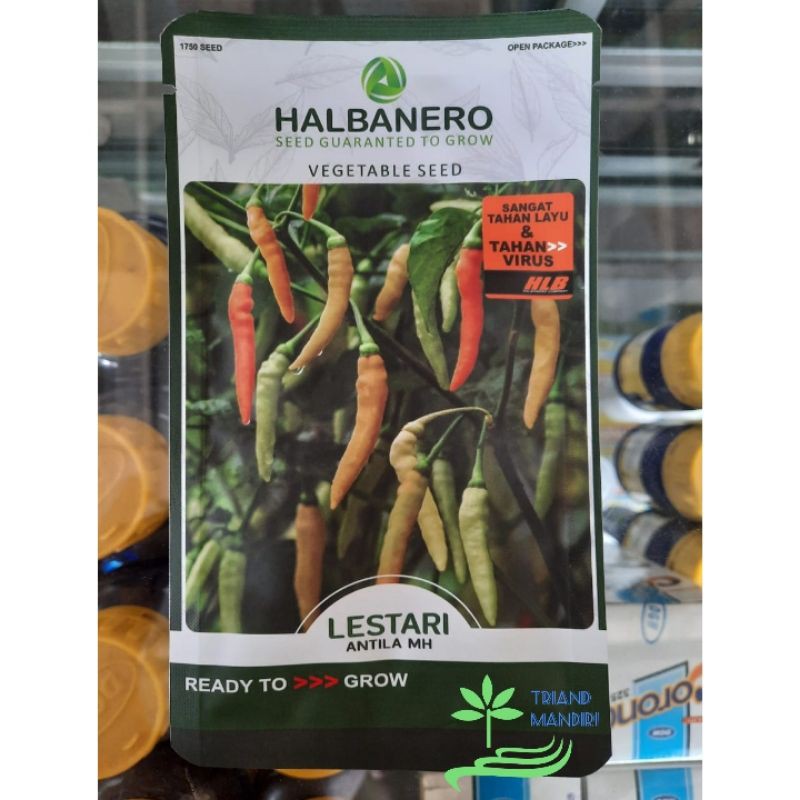 1750 SEED
OPEN PACKAGE>>>
HALBANERO
SEED GUARANTED TO GROW
VEGETABLE SEED
SANGAT
TAHAN LAYU
&
TAHAN>>
VIRUS
HLB
LESTARI
ANTILA MH
READY TO >>> GROW
TRIAND
MANDIRI